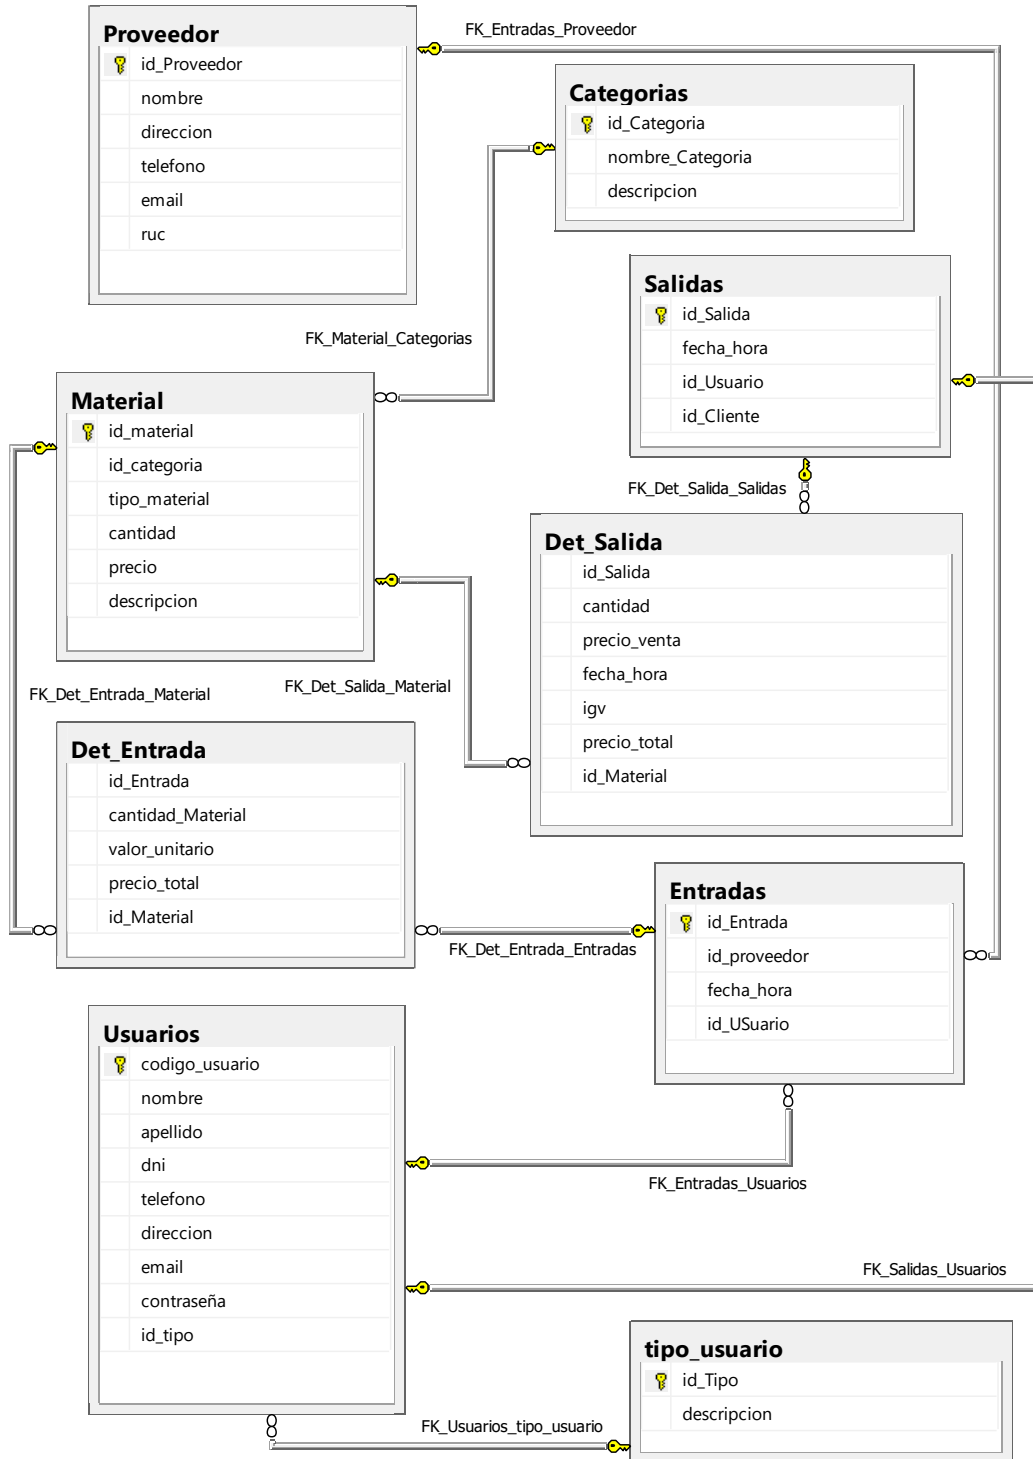 FK_Entradas_Proveedor
Proveedor
id_Proveedor
nombre
direccion
telefono
email
ruc
Categorias
id_Categoria
nombre_Categoria
descripcion
Salidas
id_Salida
fecha_hora
id_Usuario
id_Cliente
FK_Material_Categorias
Material
id_material
id_categoria
tipo_material
cantidad
precio
descripcion
FK_Det_Salida_Salidas
Det_Salida
id_Salida
cantidad
precio_venta
fecha_hora
igv
precio_total
id_Material
FK_Det_Entrada_Material
FK_Det_Salida_Material
Det_Entrada
id_Entrada
cantidad_Material
valor_unitario
precio_total
id_Material
FK_Det_Entrada_Entradas
Entradas
id_Entrada
id_proveedor
fecha_hora
id_USuario
Usuarios
codigo_usuario
nombre
apellido
dni
telefono
direccion
email
contraseña
id_tipo
FK_Entradas_Usuarios
FK_Salidas_Usuarios
tipo_usuario
id_Tipo
descripcion
FK_Usuarios_tipo_usuario